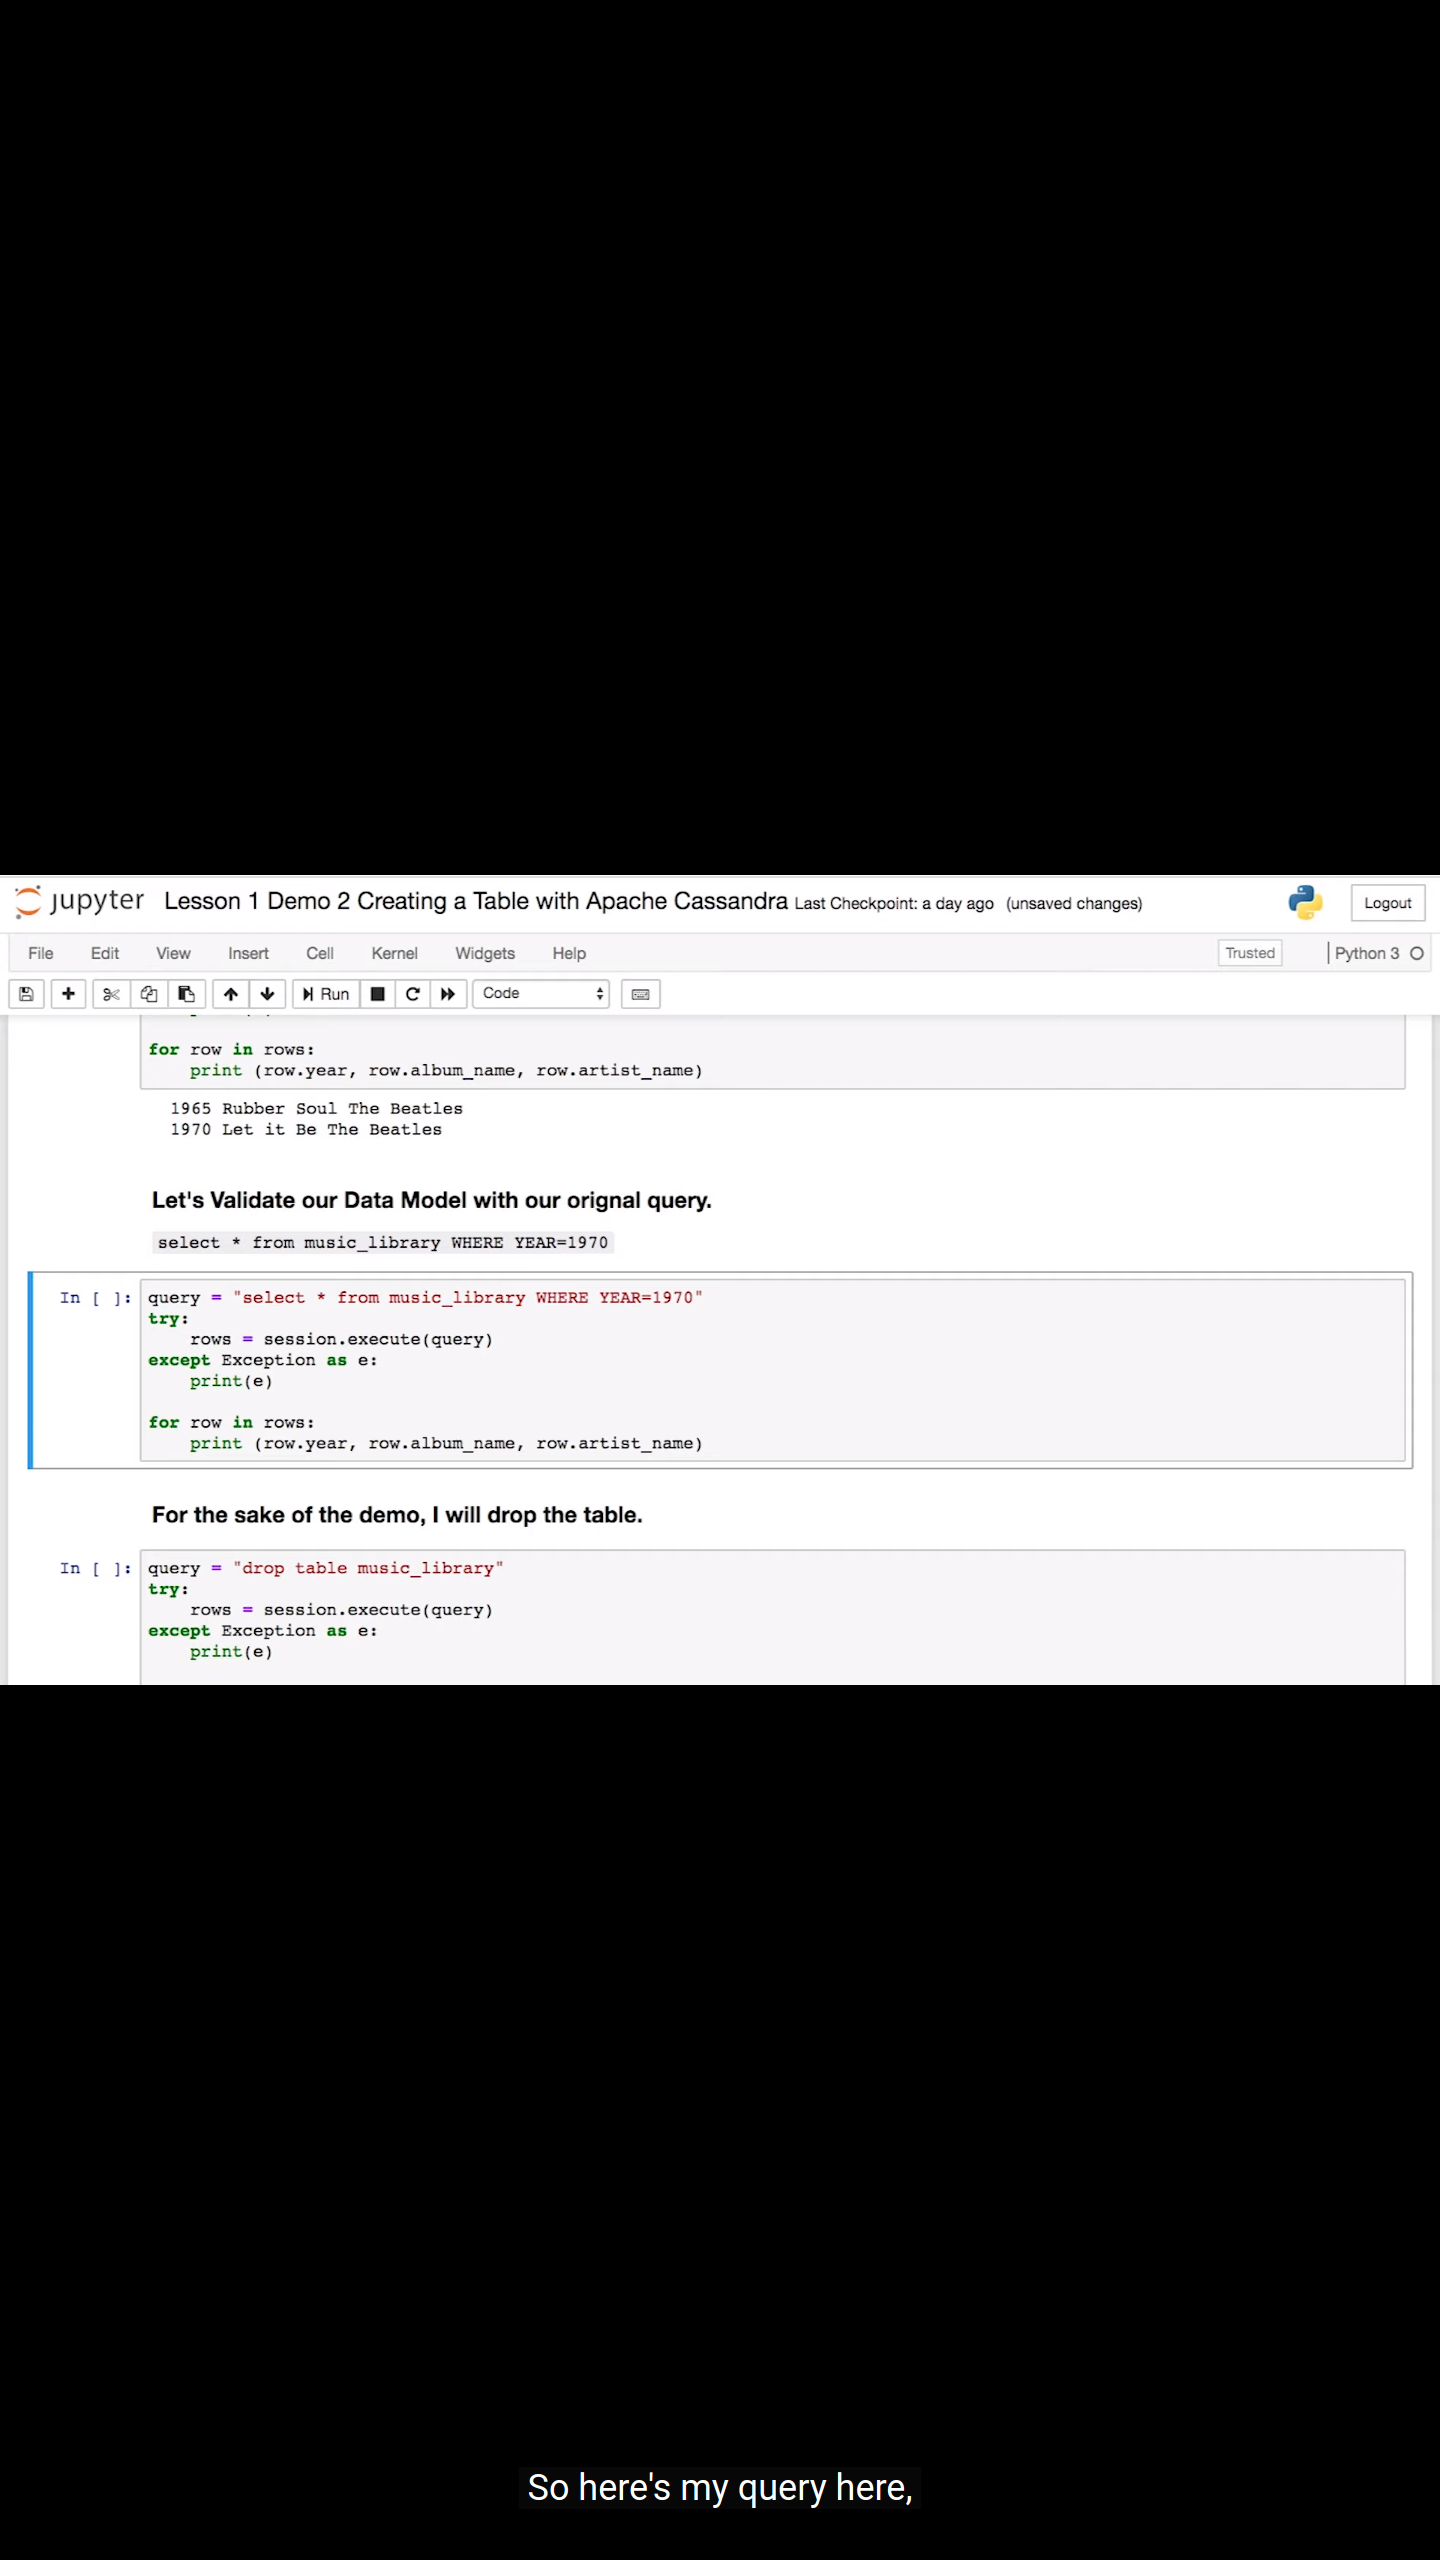 jupyter Lesson 1 Demo 2 Creating a Table with Apache Cassandra Last Checkpoint: a day ago (unsaved changes) Logout
File Edit View Insert Cell Kernel Widgets Help Trusted Python 3
Run Code
for row in rows:
    print (row.year, row.album_name, row.artist_name)
1965 Rubber Soul The Beatles
1970 Let it Be The Beatles
Let's Validate our Data Model with our orignal query.
select * from music_library WHERE YEAR=1970
In [ ]: query = "select * from music_library WHERE YEAR=1970"
try:
    rows = session.execute(query)
except Exception as e:
    print(e)
for row in rows:
    print (row.year, row.album_name, row.artist_name)
For the sake of the demo, I will drop the table.
In [ ]: query = "drop table music_library"
try:
    rows = session.execute(query)
except Exception as e:
    print(e)
So here's my query here,